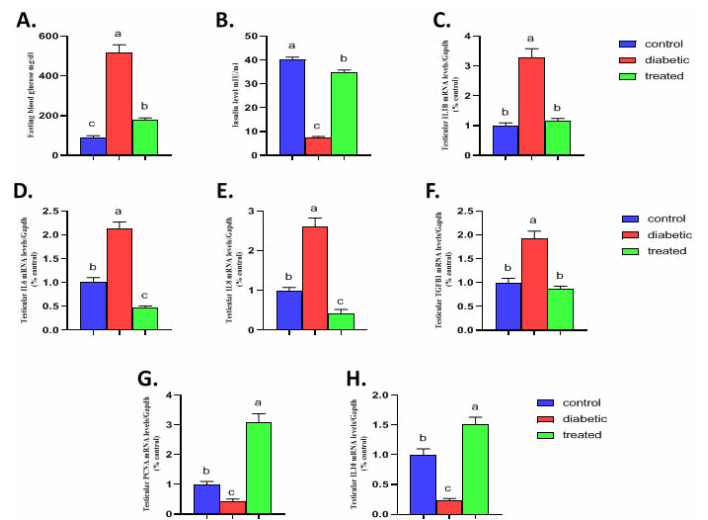 A.
Fasting blood glucose mg/dl
600
400
200
0
c
a
b
B.
Insulin level mIU/ml
50
40
30
20
10
0
a
c
b
C.
Testicular IL1B mRNA levels/Gapdh
(% control)
4
3
2
1
0
b
a
b
control
diabetic
treated
D.
Testicular IL6 mRNA levels/Gapdh
(% control)
2.5
2.0
1.5
1.0
0.5
0.0
b
a
c
E.
Testicular IL8 mRNA levels/Gapdh
(% control)
3
2
1
0
b
a
c
F.
Testicular TGFB1 mRNA levels/Gapdh
(% control)
2.5
2.0
1.5
1.0
0.5
0.0
b
a
b
control
diabetic
treated
G.
Testicular PCNA mRNA levels/Gapdh
(% control)
4
3
2
1
0
b
c
a
H.
Testicular IL10 mRNA levels/Gapdh
(% control)
2.0
1.5
1.0
0.5
0.0
b
c
a
control
diabetic
treated